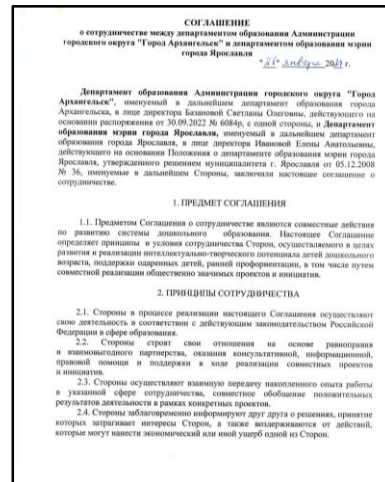 СОГЛАШЕНИЕ
о сотрудничестве между департаментом образования Администрации
городского округа "Город Архангельск" и департаментом образования мэрии
города Ярославля
января г.
Департамент образования Администрации городского округа "Город
Архангельск", именуемый в дальнейшем департамент образования города
Архангельска, в лице директора Базановой Светланы Олеговны, действующего на
основании распоряжения от 30.09.2022 № 6084р, с одной стороны, и Департамент
образования мэрии города Ярославля, именуемый в дальнейшем департамент
образования города Ярославля, в лице директора Ивановой Елены Анатольевны,
действующего на основании Положения о департаменте образования мэрии города
Ярославля, утвержденного решением муниципалитета г. Ярославля от 05.12.2008
№ 36, именуемые в дальнейшем Стороны, заключили настоящее соглашение о
сотрудничестве.
1. ПРЕДМЕТ СОГЛАШЕНИЯ
1.1. Предметом Соглашения о сотрудничестве являются совместные действия
по развитию системы дошкольного образования. Настоящее Соглашение
определяет принципы и условия сотрудничества Сторон, осуществляемого в целях
развития и реализации интеллектуально-творческого потенциала детей дошкольного
возраста, поддержки одаренных детей, ранней профориентации, в том числе путем
совместной реализации общественно значимых проектов и инициатив.
2. ПРИНЦИПЫ СОТРУДНИЧЕСТВА
2.1. Стороны в процессе реализации настоящего Соглашения осуществляют
свою деятельность в соответствии с действующим законодательством Российской
Федерации в сфере образования.
2.2. Стороны строят свои отношения на основе равноправия
и взаимовыгодного партнерства, оказания консультативной, информационной,
правовой помощи и поддержки в ходе реализации совместных проектов
и инициатив.
2.3. Стороны осуществляют взаимную передачу накопленного опыта работы
в указанной сфере сотрудничества, совместное обобщение положительных
результатов деятельности в рамках конкретных проектов.
2.4. Стороны заблаговременно информируют друг друга о решениях, принятие
которых затрагивает интересы Сторон, а также воздерживаются от действий,
которые могут нанести экономический или иной ущерб одной из Сторон.